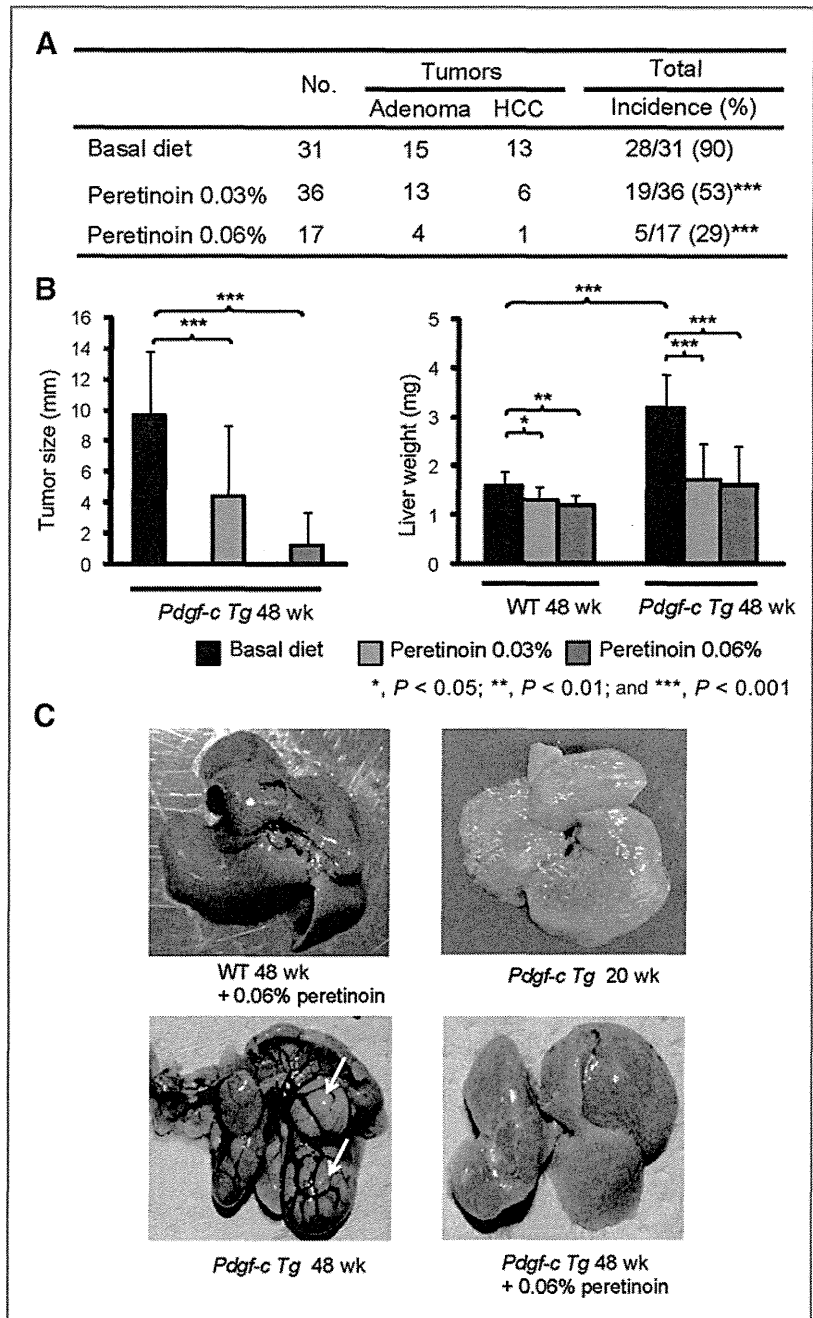 A
No. Tumors Total
Adenoma HCC Incidence (%)
Basal diet 31 15 13 28/31 (90)
Peretinoin 0.03% 36 13 6 19/36 (53)***
Peretinoin 0.06% 17 4 1 5/17 (29)***
B
Tumor size (mm)
16
14
12
10
8
6
4
2
0
***
***
Pdgf-c Tg 48 wk
Liver weight (mg)
5
4
3
2
1
0
***
***
***
**
*
WT 48 wk Pdgf-c Tg 48 wk
Basal diet Peretinoin 0.03% Peretinoin 0.06%
*, P < 0.05; **, P < 0.01; and ***, P < 0.001
C
WT 48 wk
+ 0.06% peretinoin
Pdgf-c Tg 20 wk
Pdgf-c Tg 48 wk
Pdgf-c Tg 48 wk
+ 0.06% peretinoin